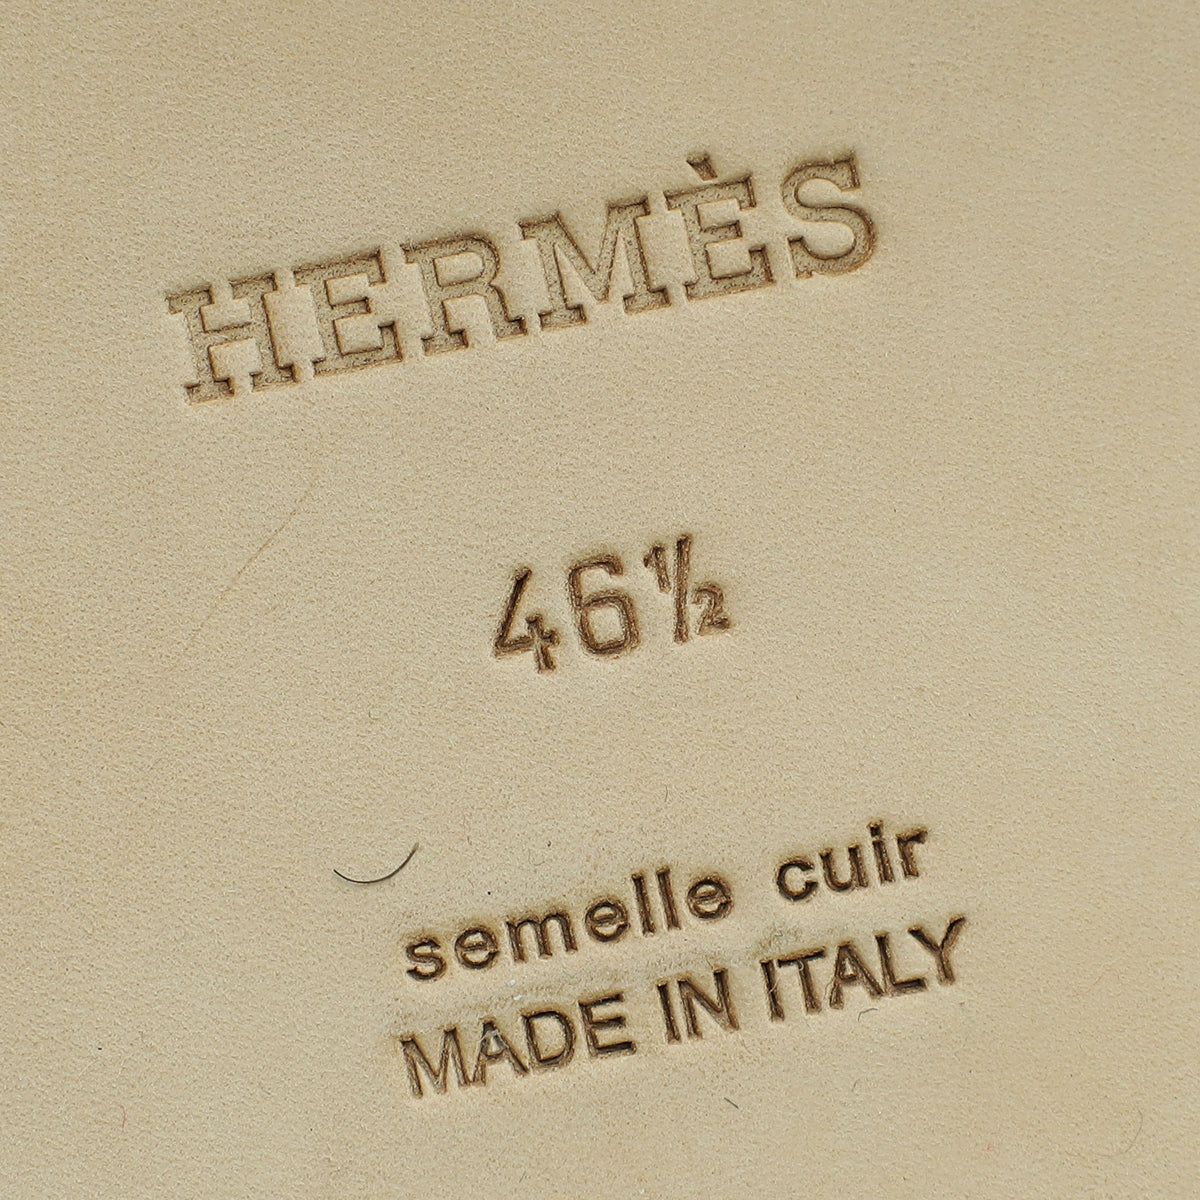 HERMÈS
46½
semelle cuir
MADE IN ITALY